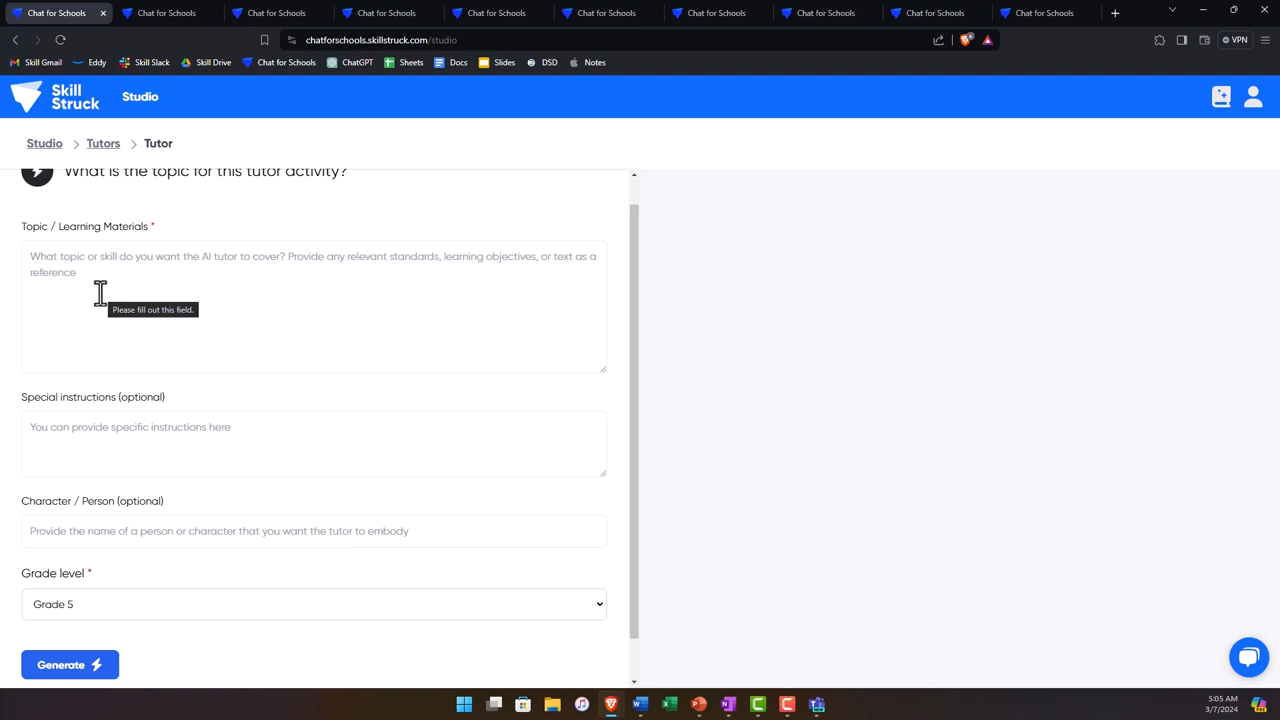 Chat for Schools
Chat for Schools
Chat for Schools
Chat for Schools
Chat for Schools
Chat for Schools
Chat for Schools
Chat for Schools
Chat for Schools
Chat for Schools
chatforschools.skillstruck.com/studio
VPN
Skill Gmail
Eddy
Skill Slack
Skill Drive
Chat for Schools
ChatGPT
Sheets
Docs
Slides
DSD
Notes
Skill
Struck
Studio
Studio > Tutors > Tutor
What is the topic for this tutor activity?
Topic / Learning Materials *
What topic or skill do you want the AI tutor to cover? Provide any relevant standards, learning objectives, or text as a
reference
Please fill out this field.
Special instructions (optional)
You can provide specific instructions here
Character / Person (optional)
Provide the name of a person or character that you want the tutor to embody
Grade level *
Grade 5
Generate
5:05 AM
3/7/2024